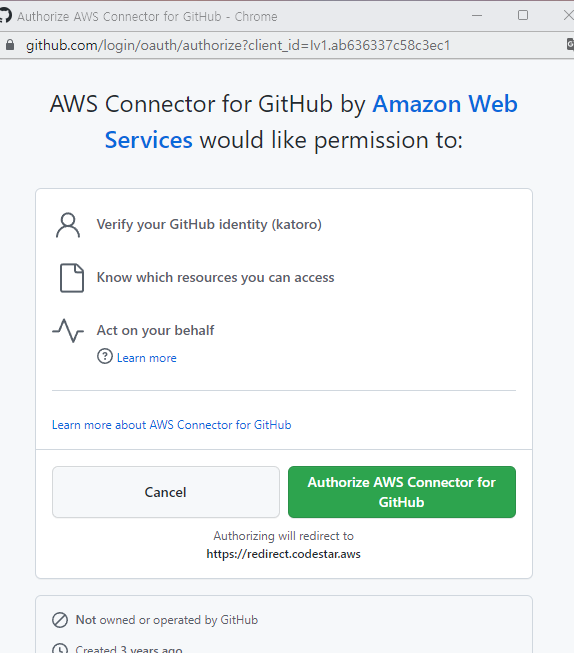 Authorize AWS Connector for GitHub - Chrome
github.com/login/oauth/authorize?client_id=Iv1.ab636337c58c3ec1
AWS Connector for GitHub by Amazon Web
Services would like permission to:
Verify your GitHub identity (katoro)
Know which resources you can access
Act on your behalf
Learn more
Learn more about AWS Connector for GitHub
Cancel
Authorize AWS Connector for
GitHub
Authorizing will redirect to
https://redirect.codestar.aws
Not owned or operated by GitHub
Created 3 years ago